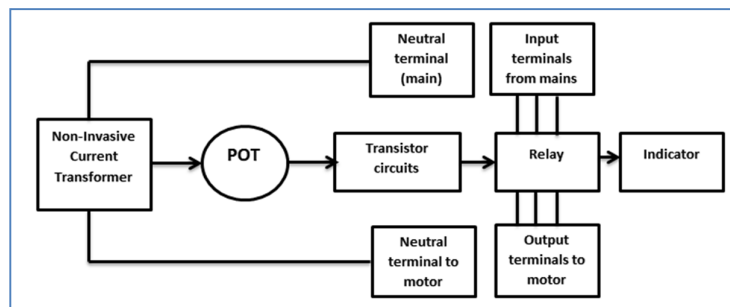 Neutral
terminal
(main)
Input
terminals
from mains
Non-Invasive
Current
Transformer
POT
Transistor
circuits
Relay
Indicator
Neutral
terminal to
motor
Output
terminals to
motor